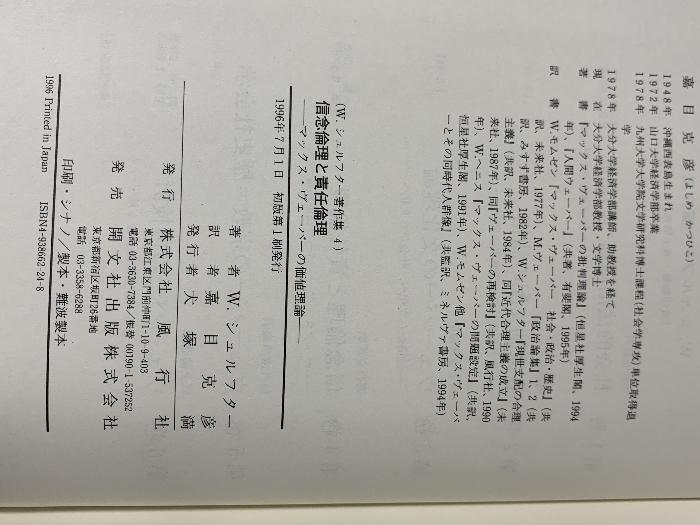 嘉目克彦(よしめ かつひこ)
1948年 沖縄西表島生まれ
1972年 山口大学経済学部卒業
1978年 九州大学大学院文学研究科博士課程(社会学専攻)単位取得退
学
1978年 大分大学経済学部講師、助教授を経て
現在 大分大学経済学部教授・文学博士
著書 『マックス・ヴェーバーの批判理論』(恒星社厚生閣、1994
年)、『人間ウェーバー』(共著 有斐閣、1995年)
訳書 W.モムゼン『マックス・ヴェーバー 社会・政治・歴史』(共
訳、未来社、1977年)、M.ヴェーバー『政治論集』1、2(共
訳、みすず書房、1982年)、W.シュルフター『現世支配の合理
主義』(共訳、未来社、1984年)、同『近代合理主義の成立』(未
来社、1987年)、同『ヴェーバーの再検討』(共訳、風行社、1990
年)、W.ヘニス『マックス・ヴェーバーの問題設定』(共訳、
恒星社厚生閣、1991年)、W.モムゼン他『マックス・ヴェーバ
ーとその同時代人群像』(共監訳、ミネルヴァ書房、1994年)
(W.シュルフター著作集 4)
信念倫理と責任倫理
――マックス・ヴェーバーの価値理論――
1996年7月1日 初版第1刷発行
著者 W.シュルフター
訳者 嘉目克彦
発行者 犬塚満
発行 株式会社風行社
東京都江東区門前仲町1-10-9-403
電話 03-3630-7384/振替 00190-1-537252
発売 開文社出版株式会社
東京都新宿区坂町26番地
電話 03-3358-6288
印刷・シナノ/製本・難波製本
1996 Printed in Japan ISBN4-938662-24-8